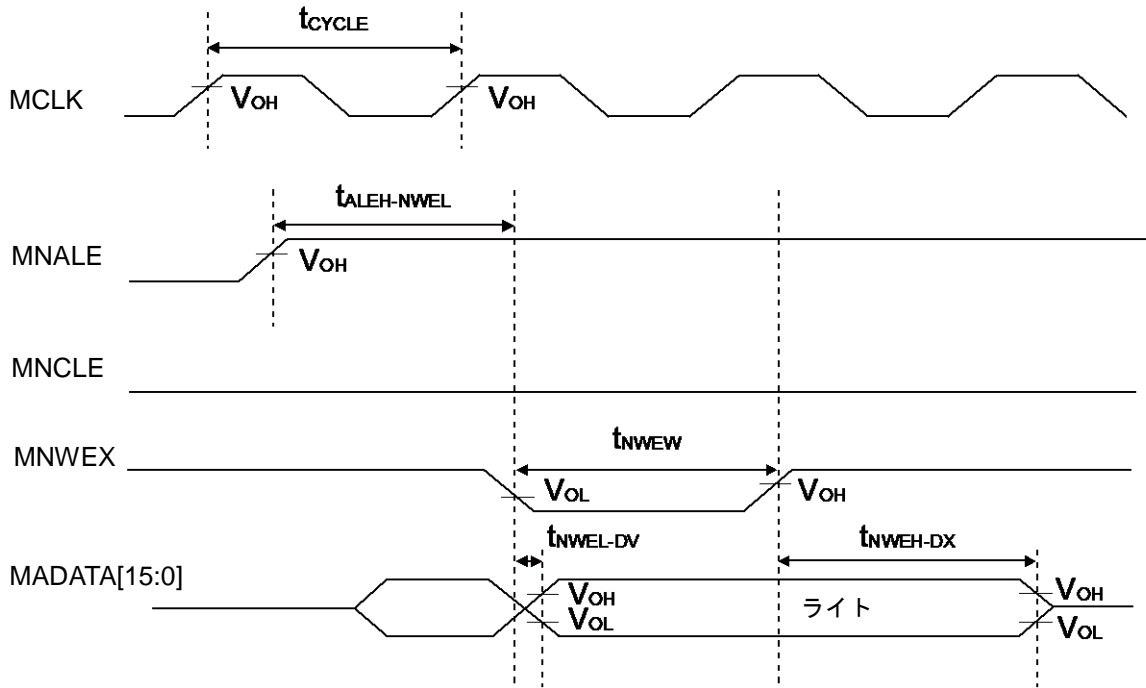 tCYCLE
MCLK
VOH
VOH
tALEH-NWEL
MNALE
VOH
MNCLE
tNWEW
MNWEX
VOL
VOH
tNWEL-DV
tNWEH-DX
MADATA[15:0]
VOH
ライト
VOH
VOL
VOL